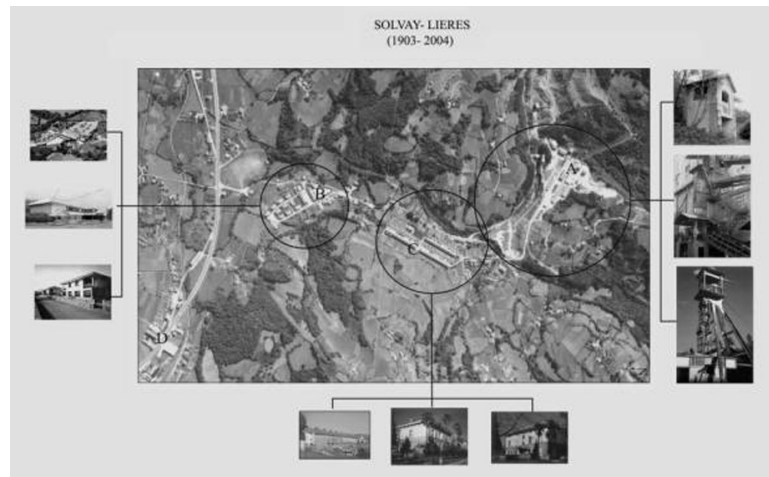 SOLVAY- LIERES
(1903- 2004)
A
B
C
D